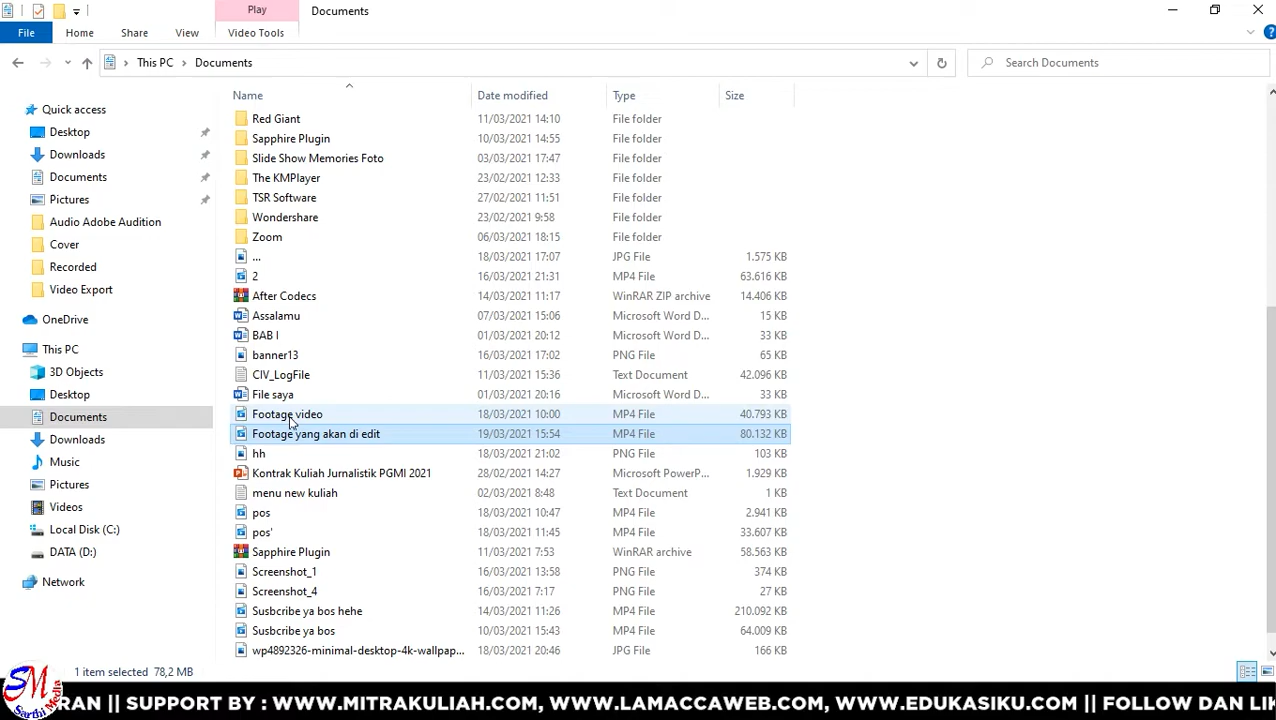 Play
Documents
File
Home
Share
View
Video Tools
This PC > Documents
Search Documents
Name
Date modified
Type
Size
Quick access
Desktop
Downloads
Documents
Pictures
Audio Adobe Audition
Cover
Recorded
Video Export
OneDrive
This PC
3D Objects
Desktop
Documents
Downloads
Music
Pictures
Videos
Local Disk (C:)
DATA (D:)
Network
Red Giant 11/03/2021 14:10 File folder
Sapphire Plugin 10/03/2021 14:55 File folder
Slide Show Memories Foto 03/03/2021 17:47 File folder
The KMPlayer 23/02/2021 12:33 File folder
TSR Software 27/02/2021 11:51 File folder
Wondershare 23/02/2021 9:58 File folder
Zoom 06/03/2021 18:15 File folder
... 18/03/2021 17:07 JPG File 1.575 KB
2 16/03/2021 21:31 MP4 File 63.616 KB
After Codecs 14/03/2021 11:17 WinRAR ZIP archive 14.406 KB
Assalamu 07/03/2021 15:06 Microsoft Word D... 15 KB
BAB I 01/03/2021 20:12 Microsoft Word D... 33 KB
banner13 16/03/2021 17:02 PNG File 65 KB
CIV_LogFile 11/03/2021 15:36 Text Document 42.096 KB
File saya 01/03/2021 20:16 Microsoft Word D... 33 KB
Footage video 18/03/2021 10:00 MP4 File 40.793 KB
Footage yang akan di edit 19/03/2021 15:54 MP4 File 80.132 KB
hh 18/03/2021 21:02 PNG File 103 KB
Kontrak Kuliah Jurnalistik PGMI 2021 28/02/2021 14:27 Microsoft PowerP... 1.929 KB
menu new kuliah 02/03/2021 8:48 Text Document 1 KB
pos 18/03/2021 10:47 MP4 File 2.941 KB
pos' 18/03/2021 11:45 MP4 File 33.607 KB
Sapphire Plugin 11/03/2021 7:53 WinRAR archive 58.563 KB
Screenshot_1 16/03/2021 13:58 PNG File 374 KB
Screenshot_4 16/03/2021 7:17 PNG File 27 KB
Susbcribe ya bos hehe 14/03/2021 11:26 MP4 File 210.092 KB
Susbcribe ya bos 10/03/2021 15:43 MP4 File 64.009 KB
wp4892326-minimal-desktop-4k-wallpap... 18/03/2021 20:46 JPG File 166 KB
1 item selected 78,2 MB
SM
Sarthi Media
RAN || SUPPORT BY : WWW.MITRAKULIAH.COM, WWW.LAMACCAWEB.COM, WWW.EDUKASIKU.COM || FOLLOW DAN LIK